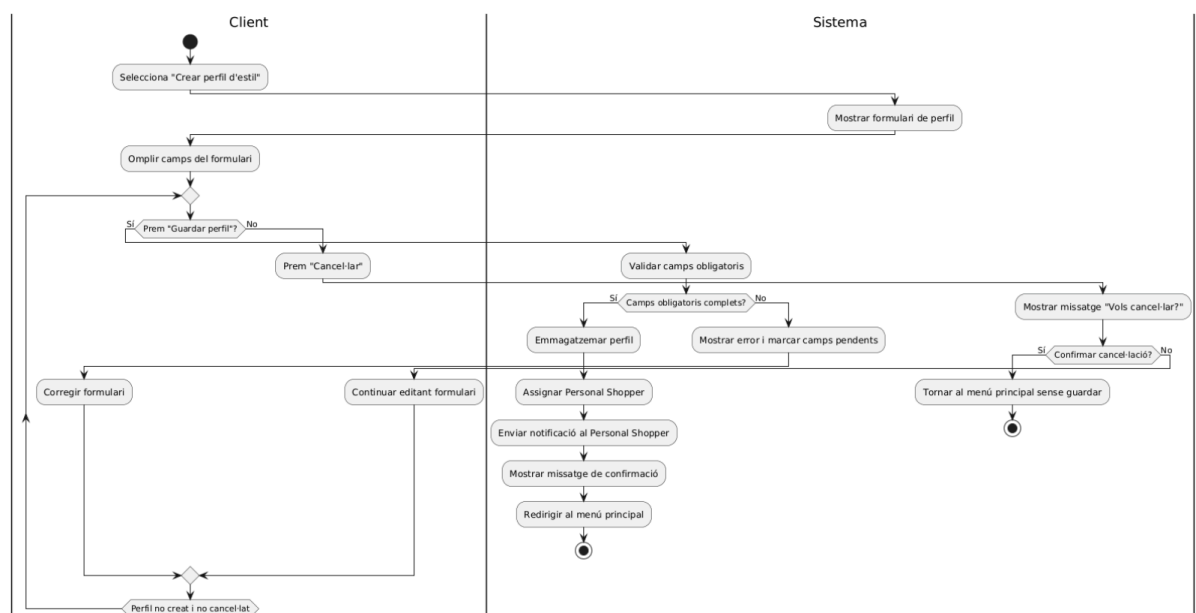 Client
Sistema
Selecciona "Crear perfil d'estil"
Mostrar formulari de perfil
Omplir camps del formulari
Sí
Prem "Guardar perfil"?
No
Prem "Cancel·lar"
Validar camps obligatoris
Sí
Camps obligatoris complets?
No
Mostrar missatge "Vols cancel·lar?"
Emmagatzemar perfil
Mostrar error i marcar camps pendents
Sí
Confirmar cancel·lació?
No
Corregir formulari
Continuar editant formulari
Assignar Personal Shopper
Tornar al menú principal sense guardar
Enviar notificació al Personal Shopper
Mostrar missatge de confirmació
Redirigir al menú principal
Perfil no creat i no cancel·lat